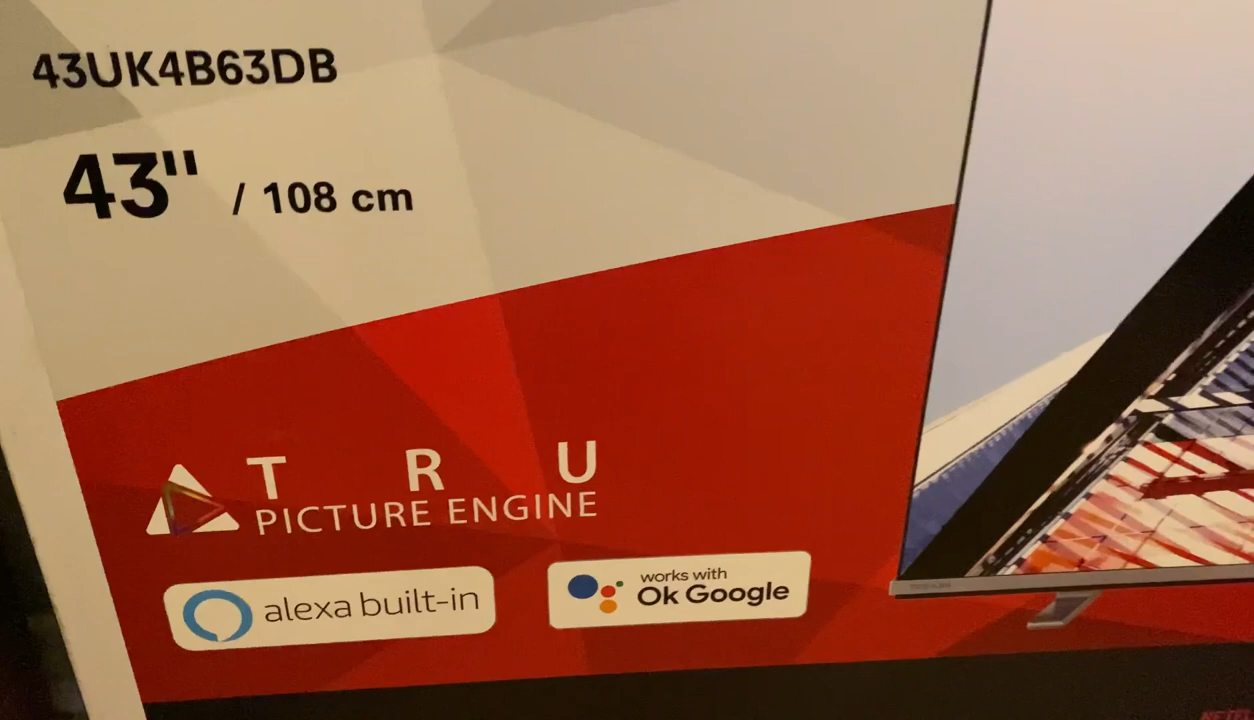 43UK4B63DB
43" / 108 cm
T R U
PICTURE ENGINE
alexa built-in
works with
Ok Google